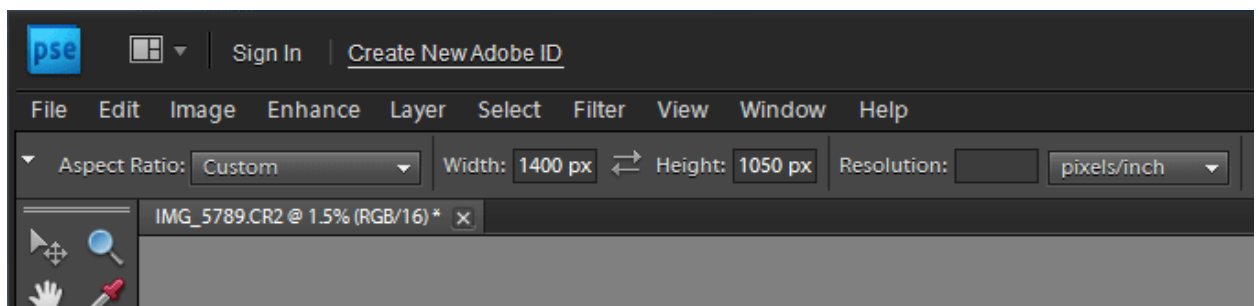 pse Sign In Create New Adobe ID
File Edit Image Enhance Layer Select Filter View Window Help
Aspect Ratio: Custom Width: 1400 px Height: 1050 px Resolution: pixels/inch
IMG_5789.CR2 @ 1.5% (RGB/16) *